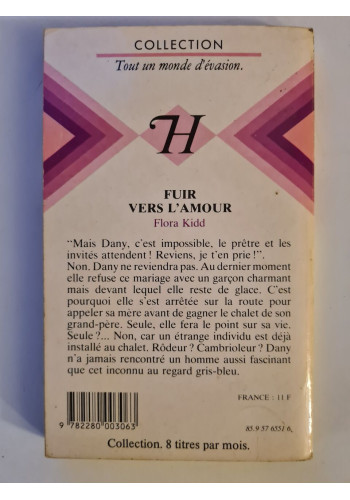 COLLECTION
Tout un monde d'évasion.
H
FUIR
VERS L'AMOUR
Flora Kidd
"Mais Dany, c'est impossible, le prêtre et les
invités attendent! Reviens, je t'en prie!".
Non, Dany ne reviendra pas. Au dernier moment
elle refuse ce mariage avec un garçon charmant
mais devant lequel elle reste de glace. C'est
pourquoi elle s'est arrêtée sur la route pour
appeler sa mère avant de gagner le chalet de son
grand-père. Seule, elle fera le point sur sa vie.
Seule?... Non, car un étrange individu est déjà
installé au chalet. Rôdeur? Cambrioleur? Dany
n'a jamais rencontré un homme aussi fascinant
que cet inconnu au regard gris-bleu.
FRANCE : 11 F
9 782280 003063
85.9 57 6551 6
Collection. 8 titres par mois.